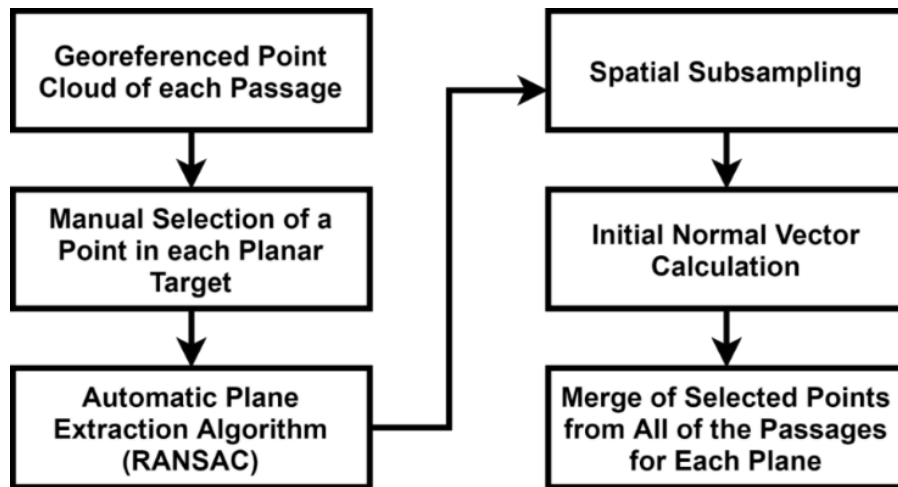 Georeferenced Point
Cloud of each Passage
Manual Selection of a
Point in each Planar
Target
Automatic Plane
Extraction Algorithm
(RANSAC)
Spatial Subsampling
Initial Normal Vector
Calculation
Merge of Selected Points
from All of the Passages
for Each Plane